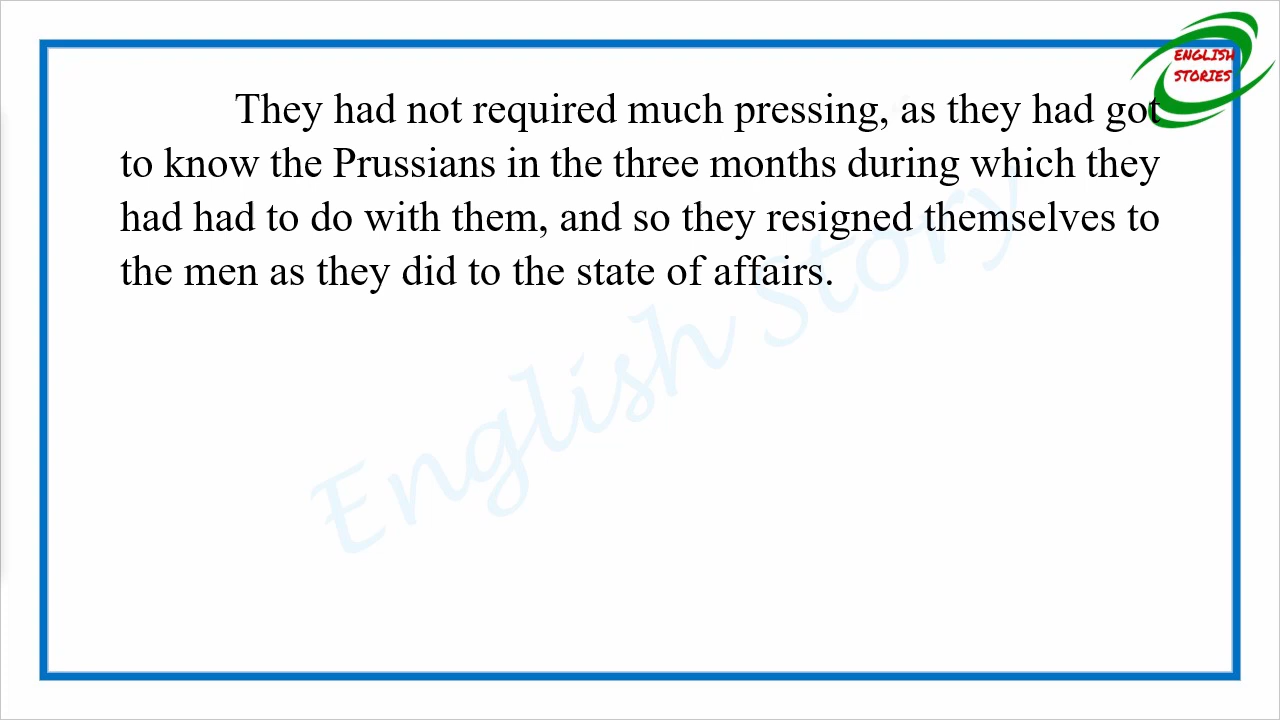 ENGLISH
STORIES
They had not required much pressing, as they had got
to know the Prussians in the three months during which they
had had to do with them, and so they resigned themselves to
the men as they did to the state of affairs.
English Story